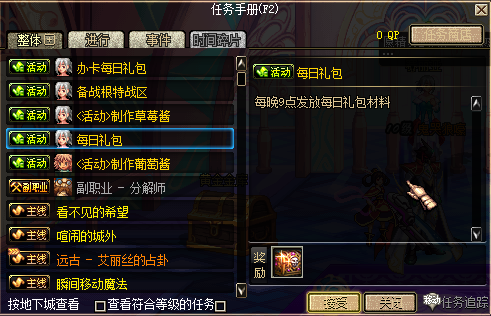 任务手册(F2)
整体 进行 事件 时间碎片
0 QP 任务商店
活动 办卡每日礼包
活动 备战根特战区
活动 <活动>制作草莓酱
活动 每日礼包
活动 <活动>制作葡萄酱
副职业 副职业 - 分解师
主线 看不见的希望
主线 喧闹的城外
主线 远古 - 艾丽丝的占卦
主线 瞬间移动魔法
按地下城查看 查看符合等级的任务
活动 每日礼包
每晚9点发放每日礼包材料
奖励
接受 关闭 任务追踪